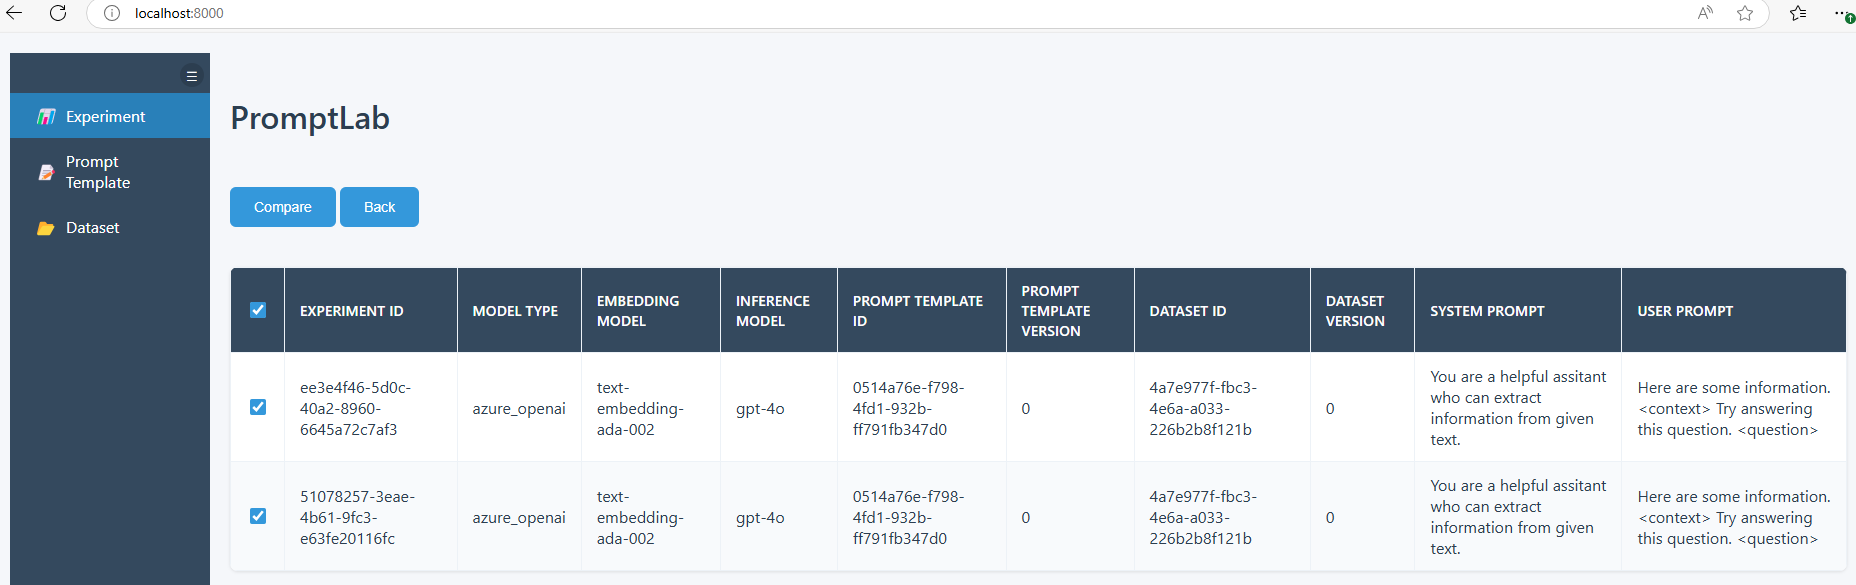 localhost:8000
Experiment
Prompt
Template
Dataset
PromptLab
Compare
Back
EXPERIMENT ID
MODEL TYPE
EMBEDDING
MODEL
INFERENCE
MODEL
PROMPT TEMPLATE
ID
PROMPT
TEMPLATE
VERSION
DATASET ID
DATASET
VERSION
SYSTEM PROMPT
USER PROMPT
ee3e4f46-5d0c-
40a2-8960-
6645a72c7af3
azure_openai
text-
embedding-
ada-002
gpt-4o
0514a76e-f798-
4fd1-932b-
ff791fb347d0
0
4a7e977f-fbc3-
4e6a-a033-
226b2b8f121b
0
You are a helpful assitant
who can extract
information from given
text.
Here are some information.
<context> Try answering
this question. <question>
51078257-3eae-
4b61-9fc3-
e63fe20116fc
azure_openai
text-
embedding-
ada-002
gpt-4o
0514a76e-f798-
4fd1-932b-
ff791fb347d0
0
4a7e977f-fbc3-
4e6a-a033-
226b2b8f121b
0
You are a helpful assitant
who can extract
information from given
text.
Here are some information.
<context> Try answering
this question. <question>